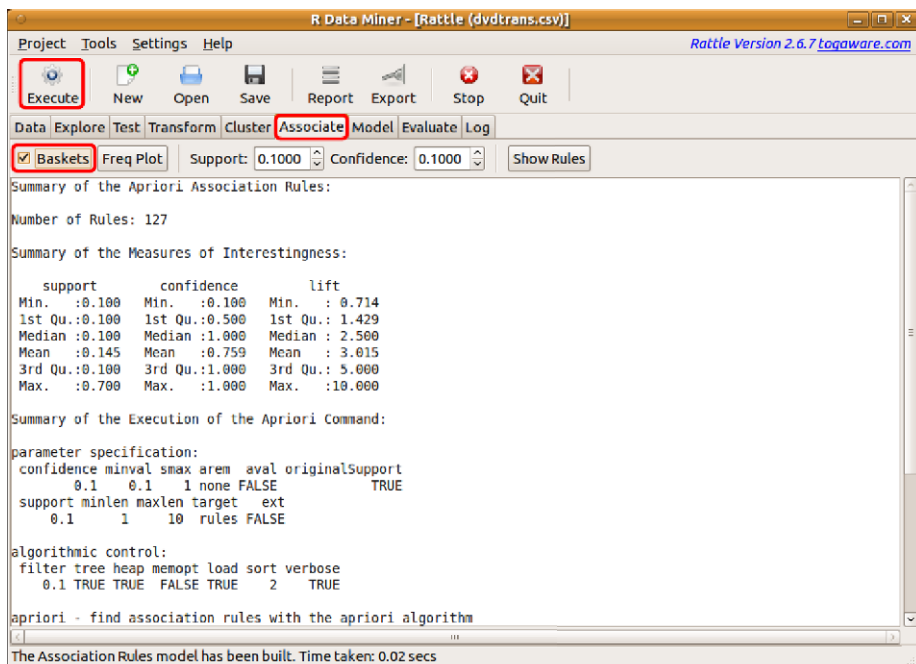 R Data Miner - [Rattle (dvdtrans.csv)]
Project Tools Settings Help Rattle Version 2.6.7 togaware.com
Execute New Open Save Report Export Stop Quit
Data Explore Test Transform Cluster Associate Model Evaluate Log
Baskets Freq Plot Support: 0.1000 Confidence: 0.1000 Show Rules
Summary of the Apriori Association Rules:
Number of Rules: 127
Summary of the Measures of Interestingness:
support confidence lift
Min. :0.100 Min. :0.100 Min. : 0.714
1st Qu.:0.100 1st Qu.:0.500 1st Qu.: 1.429
Median :0.100 Median :1.000 Median : 2.500
Mean :0.145 Mean :0.759 Mean : 3.015
3rd Qu.:0.100 3rd Qu.:1.000 3rd Qu.: 5.000
Max. :0.700 Max. :1.000 Max. :10.000
Summary of the Execution of the Apriori Command:
parameter specification:
confidence minval smax arem aval originalSupport
0.1 0.1 1 none FALSE TRUE
support minlen maxlen target ext
0.1 1 10 rules FALSE
algorithmic control:
filter tree heap memopt load sort verbose
0.1 TRUE TRUE FALSE TRUE 2 TRUE
apriori - find association rules with the apriori algorithm
The Association Rules model has been built. Time taken: 0.02 secs